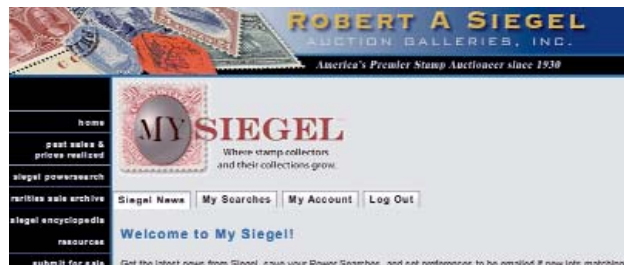 ROBERT A SIEGEL
AUCTION GALLERIES, INC.
America's Premier Stamp Auctioneer since 1930
home
past sales &
prices realized
siegel powersearch
rarities sale archive
siegel encyclopedia
resources
submit for sale
MY SIEGEL
Where stamp collectors
and their collections grow.
Siegel News My Searches My Account Log Out
Welcome to My Siegel!
Get the latest news from Siegel, save your Power Searches, and set preferences to be emailed if new lots matching